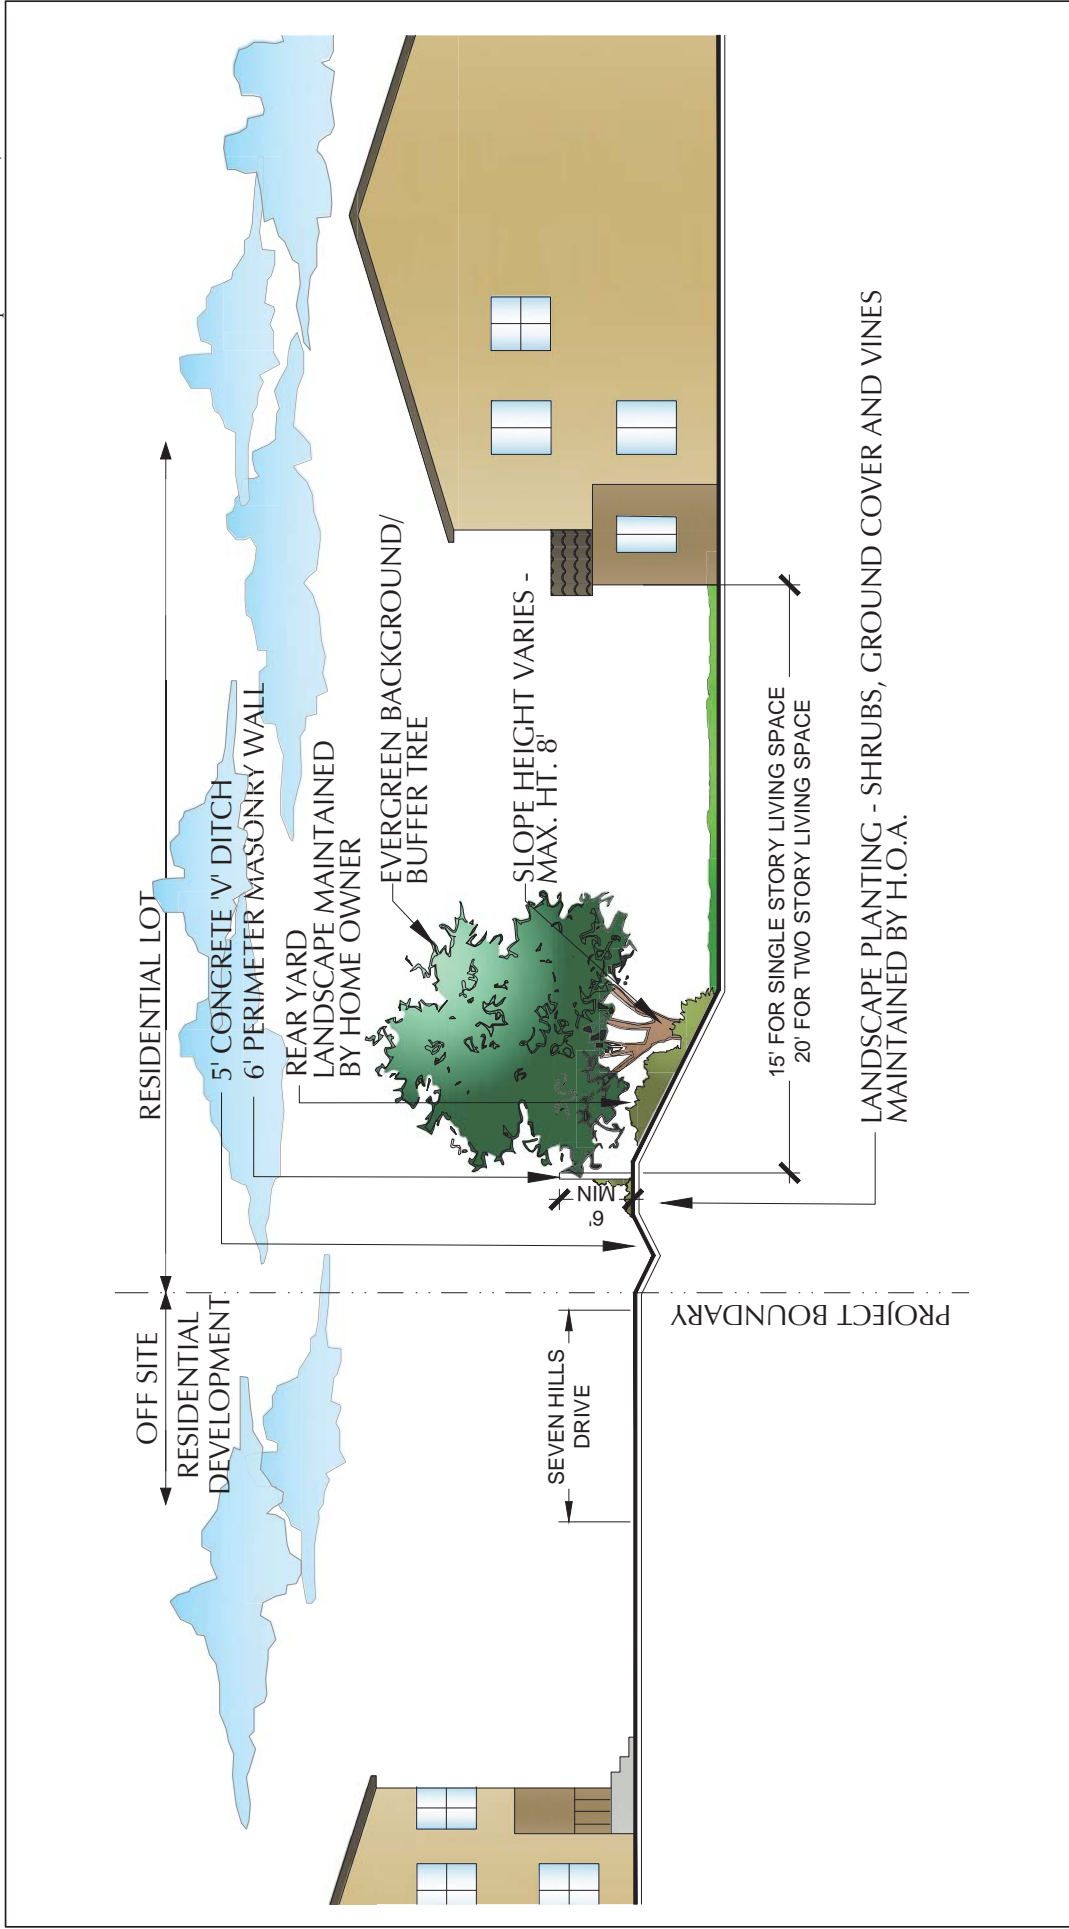 OFF SITE
RESIDENTIAL
DEVELOPMENT
RESIDENTIAL LOT
5' CONCRETE 'V' DITCH
6' PERIMETER MASONRY WALL
REAR YARD
LANDSCAPE MAINTAINED
BY HOME OWNER
EVERGREEN BACKGROUND/
BUFFER TREE
SLOPE HEIGHT VARIES -
MAX. HT. 8'
SEVEN HILLS
DRIVE
6'
MIN
PROJECT BOUNDARY
15' FOR SINGLE STORY LIVING SPACE
20' FOR TWO STORY LIVING SPACE
LANDSCAPE PLANTING - SHRUBS, GROUND COVER AND VINES
MAINTAINED BY H.O.A.